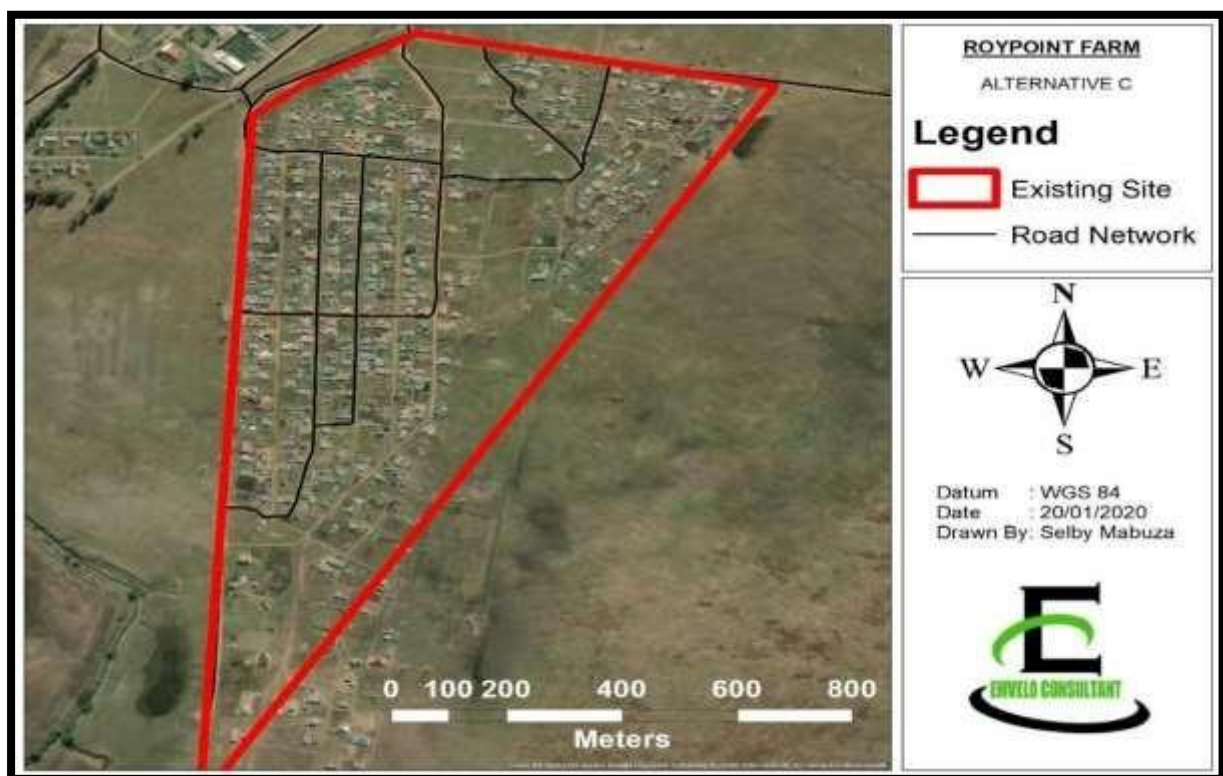 ROYPOINT FARM
ALTERNATIVE C
Legend
Existing Site
Road Network
N
W E
S
Datum : WGS 84
Date : 20/01/2020
Drawn By: Selby Mabuza
E
ENVELO CONSULTANT
0 100 200 400 600 800
Meters